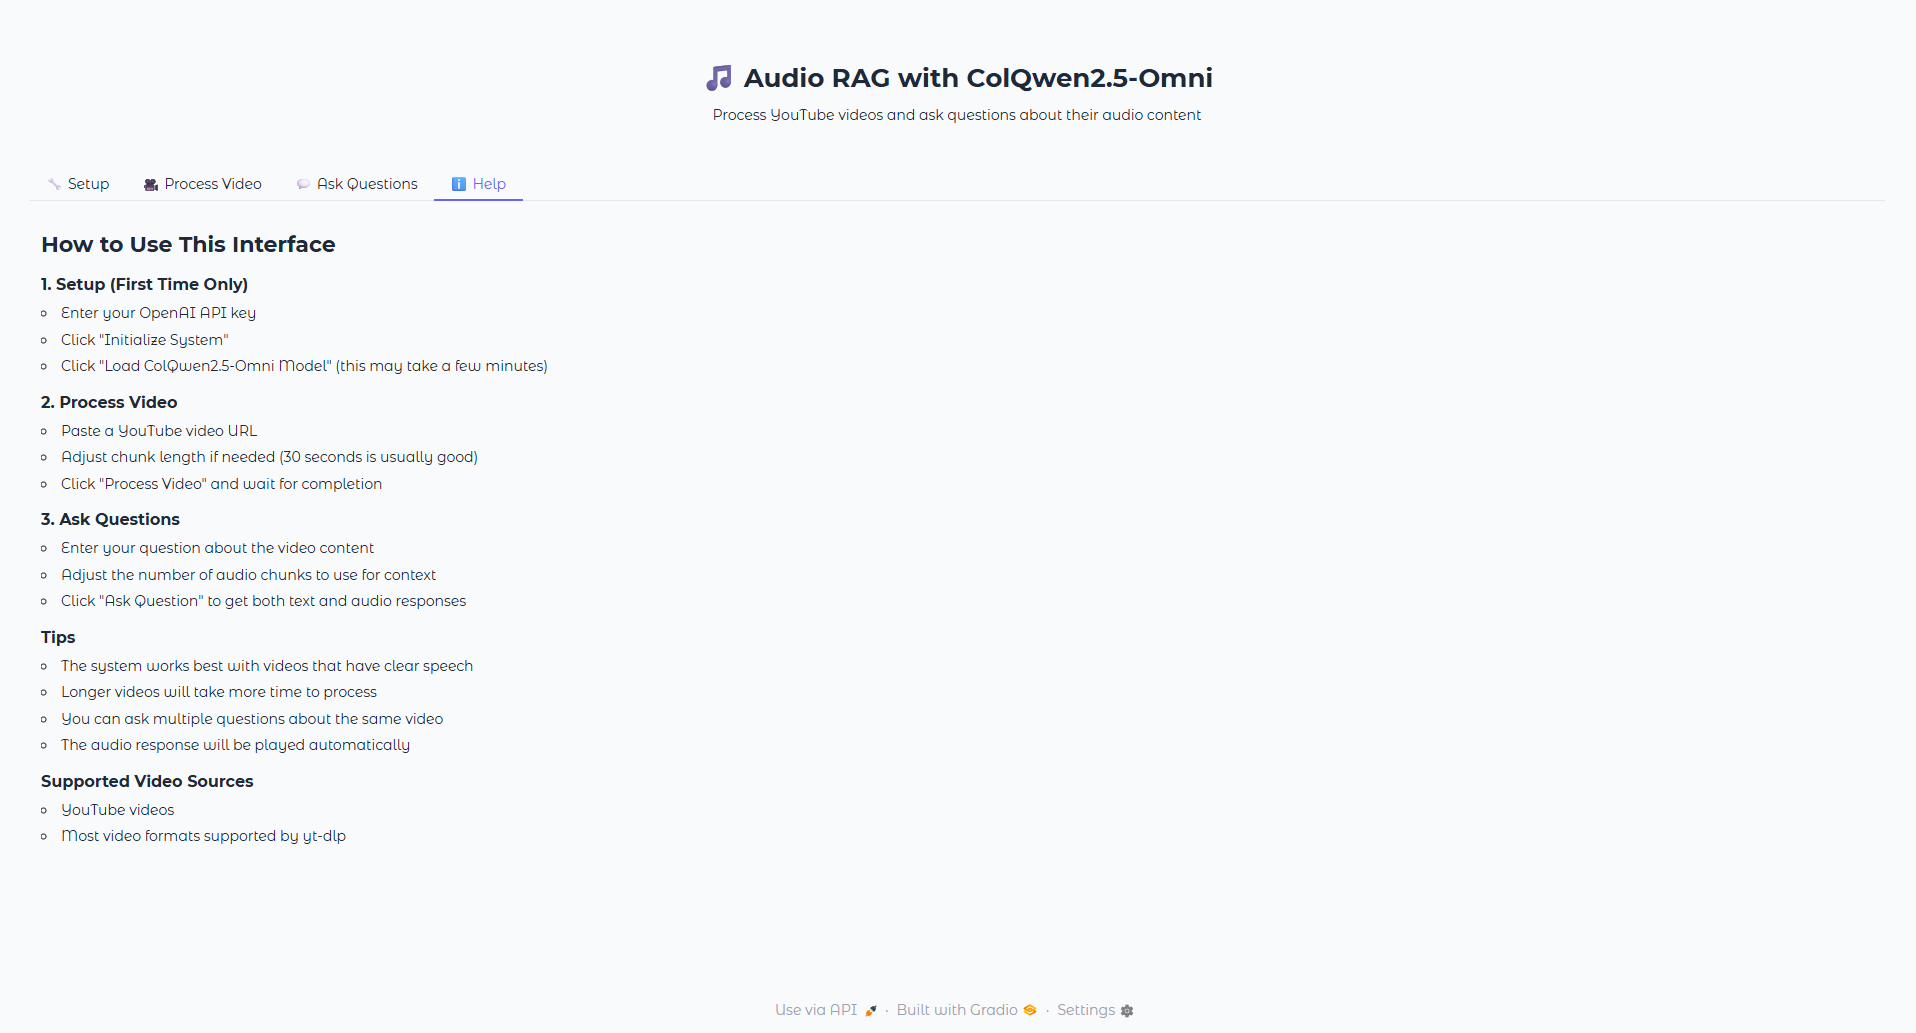 Audio RAG with ColQwen2.5-Omni
Process YouTube videos and ask questions about their audio content
Setup
Process Video
Ask Questions
Help
How to Use This Interface
1. Setup (First Time Only)
Enter your OpenAI API key
Click "Initialize System"
Click "Load ColQwen2.5-Omni Model" (this may take a few minutes)
2. Process Video
Paste a YouTube video URL
Adjust chunk length if needed (30 seconds is usually good)
Click "Process Video" and wait for completion
3. Ask Questions
Enter your question about the video content
Adjust the number of audio chunks to use for context
Click "Ask Question" to get both text and audio responses
Tips
The system works best with videos that have clear speech
Longer videos will take more time to process
You can ask multiple questions about the same video
The audio response will be played automatically
Supported Video Sources
YouTube videos
Most video formats supported by yt-dlp
Use via API · Built with Gradio · Settings